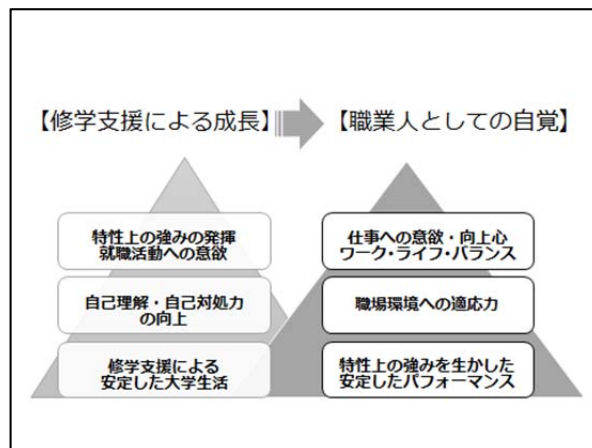 【修学支援による成長】
【職業人としての自覚】
特性上の強みの発揮
就職活動への意欲
自己理解・自己対処力
の向上
修学支援による
安定した大学生活
仕事への意欲・向上心
ワーク・ライフ・バランス
職場環境への適応力
特性上の強みを生かした
安定したパフォーマンス